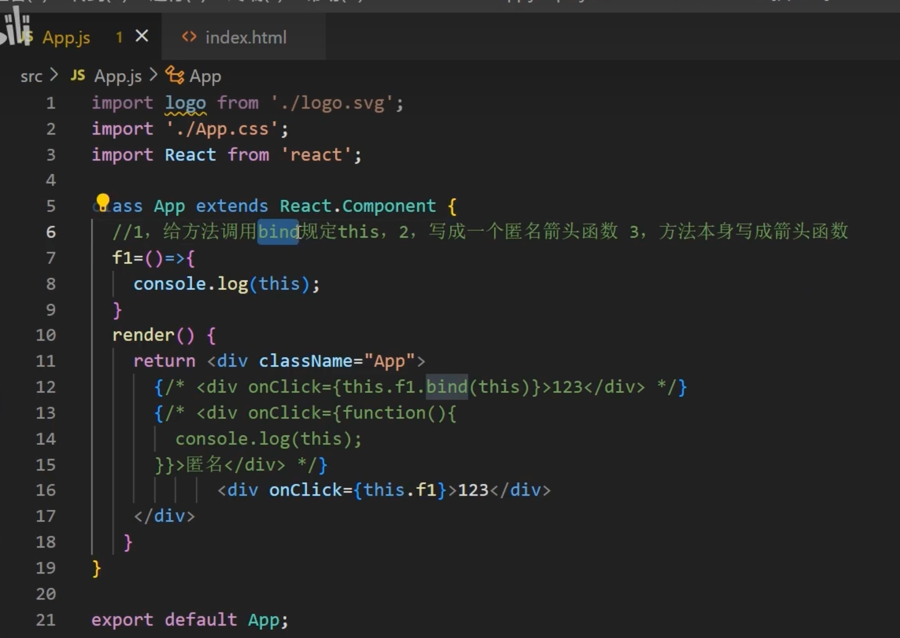 App.js 1 × <> index.html
src > JS App.js > App
1 import logo from './logo.svg';
2 import './App.css';
3 import React from 'react';
4
5 ass App extends React.Component {
6 //1，给方法调用bind规定this，2，写成一个匿名箭头函数 3，方法本身写成箭头函数
7 f1=()=>{
8 console.log(this);
9 }
10 render() {
11 return <div className="App">
12 {/* <div onClick={this.f1.bind(this)}>123</div> */}
13 {/* <div onClick={function(){
14 console.log(this);
15 }}>匿名</div> */}
16 <div onClick={this.f1}>123</div>
17 </div>
18 }
19 }
20
21 export default App;